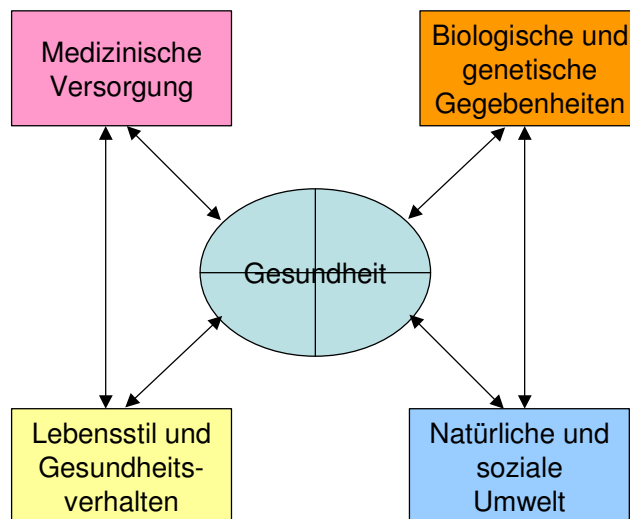 Medizinische
Versorgung
Biologische und
genetische
Gegebenheiten
Gesundheit
Lebensstil und
Gesundheits-
verhalten
Natürliche und
soziale
Umwelt